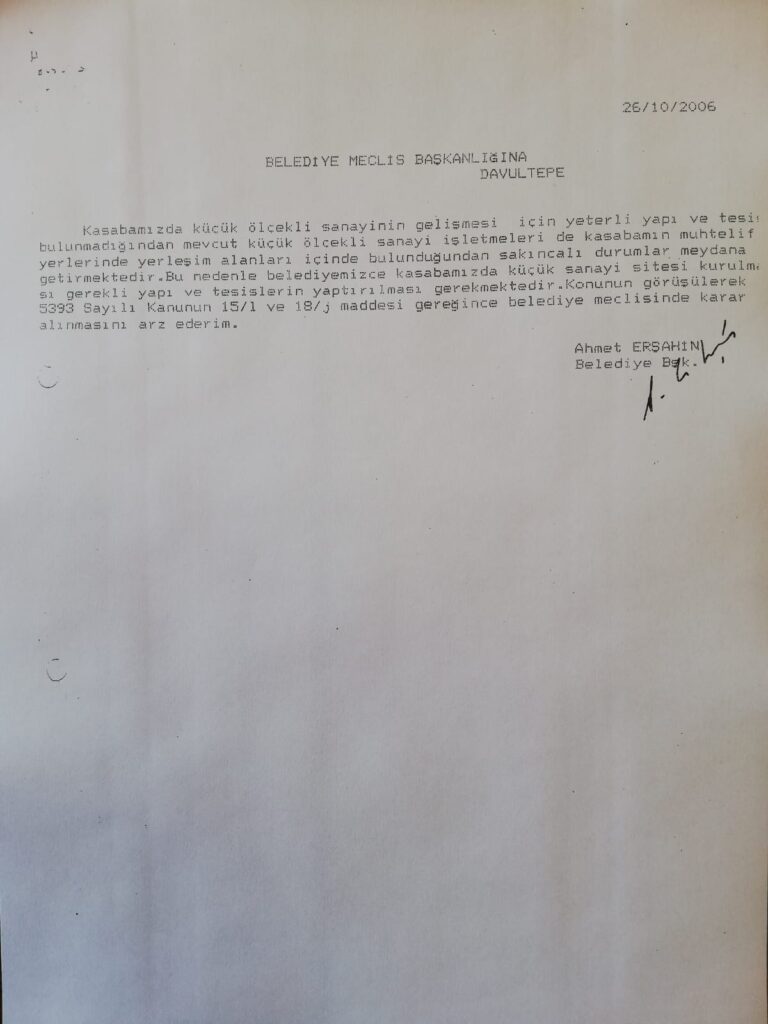 26/10/2006
BELEDİYE MECLİS BAŞKANLIĞINA
DAVULTEPE
Kasabamızda küçük ölçekli sanayinin gelişmesi için yeterli yapı ve tesis
bulunmadığından mevcut küçük ölçekli sanayi işletmeleri de kasabamın muhtelif
yerlerinde yerleşim alanları içinde bulunduğundan sakıncalı durumlar meydana
getirmektedir.Bu nedenle belediyemizce kasabamızda küçük sanayi sitesi kurulma
sı gerekli yapı ve tesislerin yaptırılması gerekmektedir.Konunun görüşülerek
5393 Sayılı Kanunun 15/l ve 18/j maddesi gereğince belediye meclisinde karar
alınmasını arz ederim.
Ahmet ERŞAHİN
Belediye Bşk.